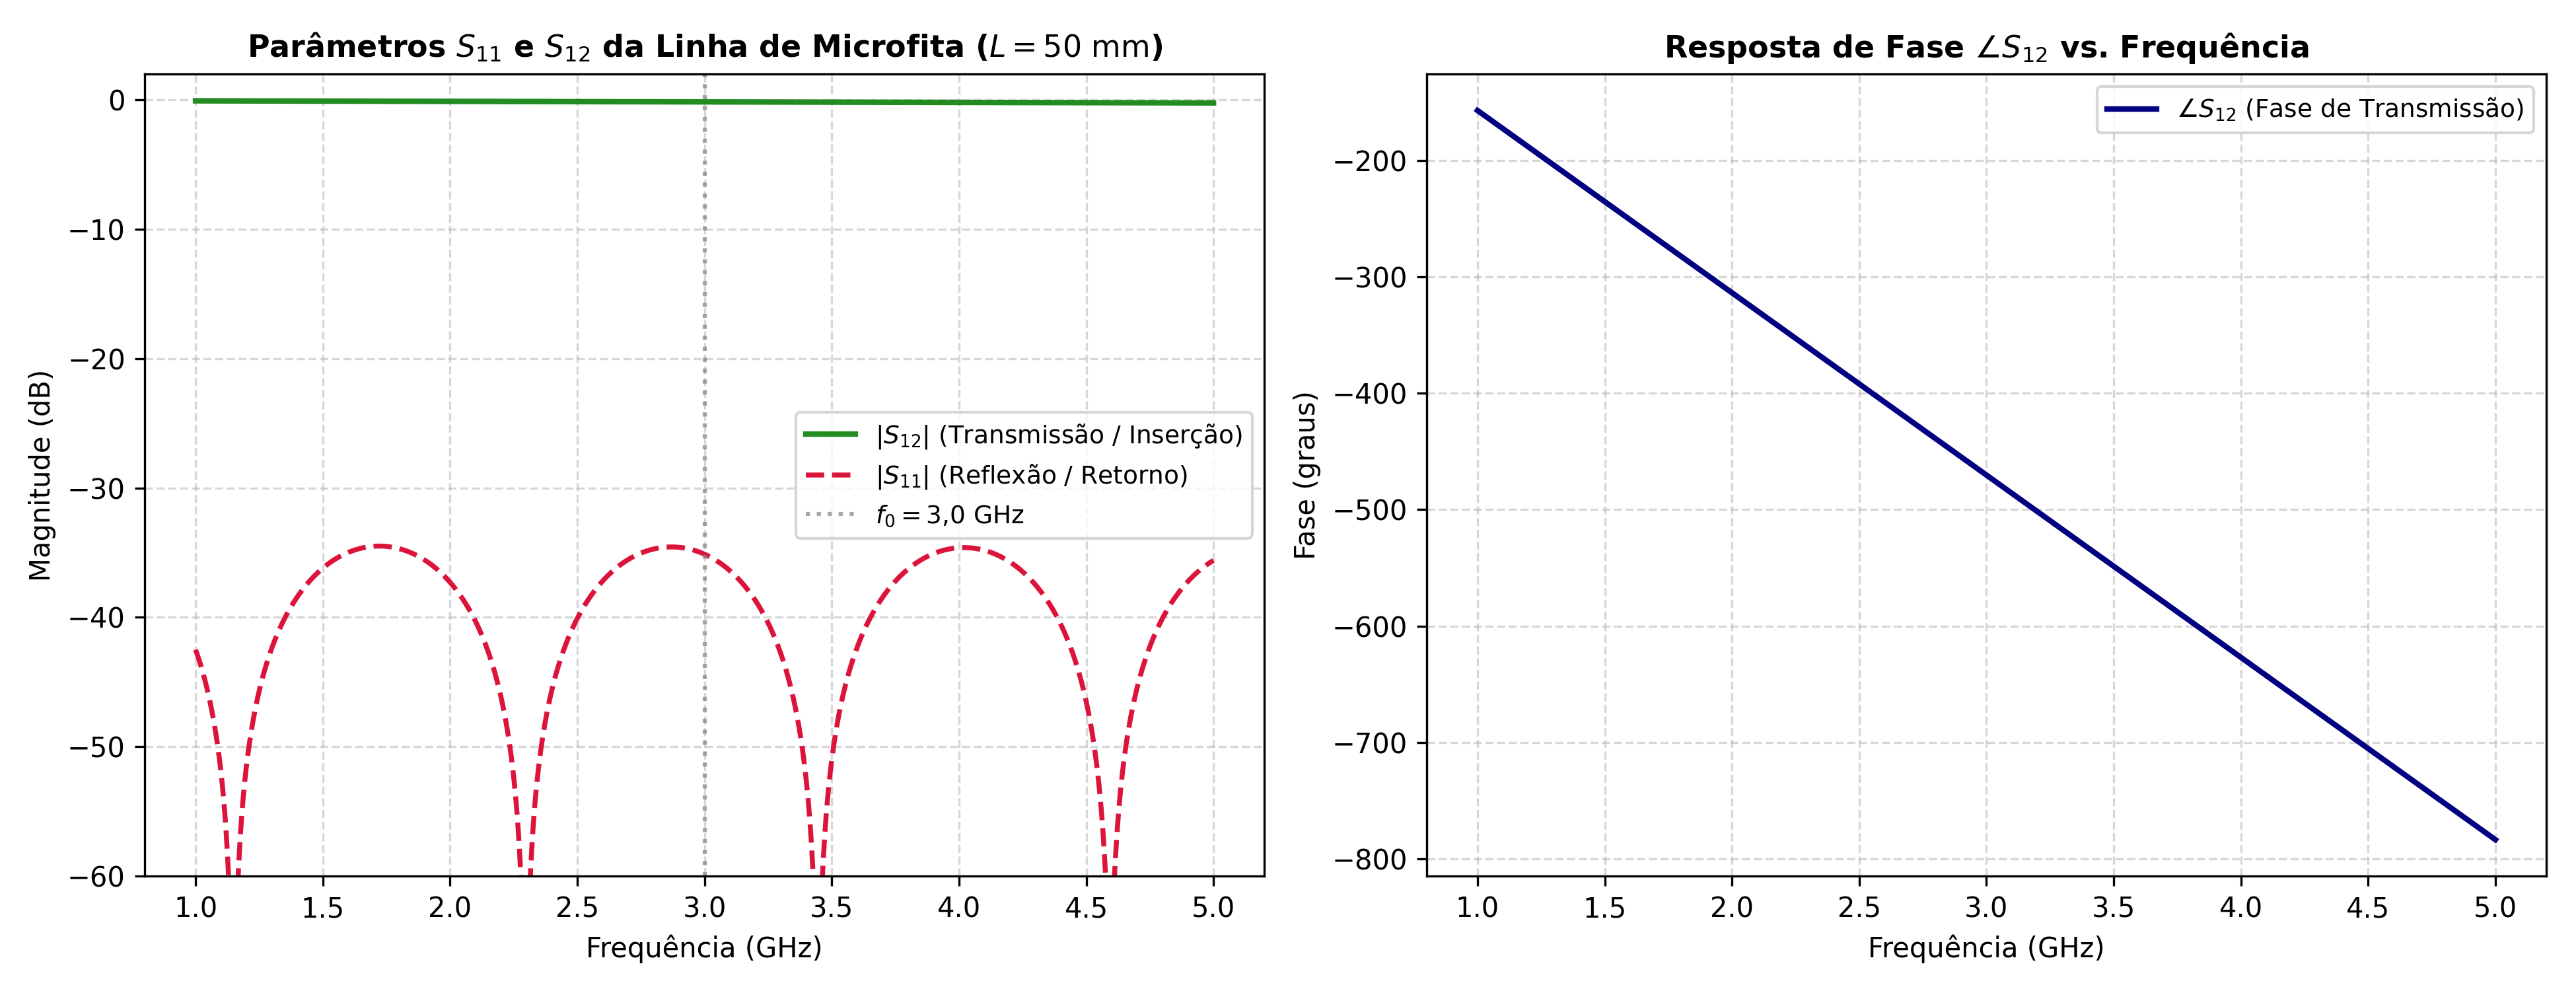 Parâmetros S₁₁ e S₁₂ da Linha de Microfita (L = 50 mm)
Magnitude (dB)
0
−10
−20
−30
−40
−50
−60
|S₁₂| (Transmissão / Inserção)
|S₁₁| (Reflexão / Retorno)
f₀ = 3,0 GHz
1.0 1.5 2.0 2.5 3.0 3.5 4.0 4.5 5.0
Frequência (GHz)
Resposta de Fase ∠S₁₂ vs. Frequência
Fase (graus)
∠S₁₂ (Fase de Transmissão)
−200
−300
−400
−500
−600
−700
−800
1.0 1.5 2.0 2.5 3.0 3.5 4.0 4.5 5.0
Frequência (GHz)